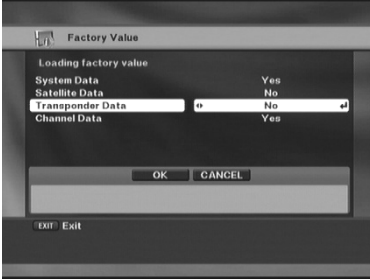 Factory Value
Loading factory value
System Data Yes
Satellite Data No
Transponder Data No
Channel Data Yes
OK CANCEL
EXIT Exit